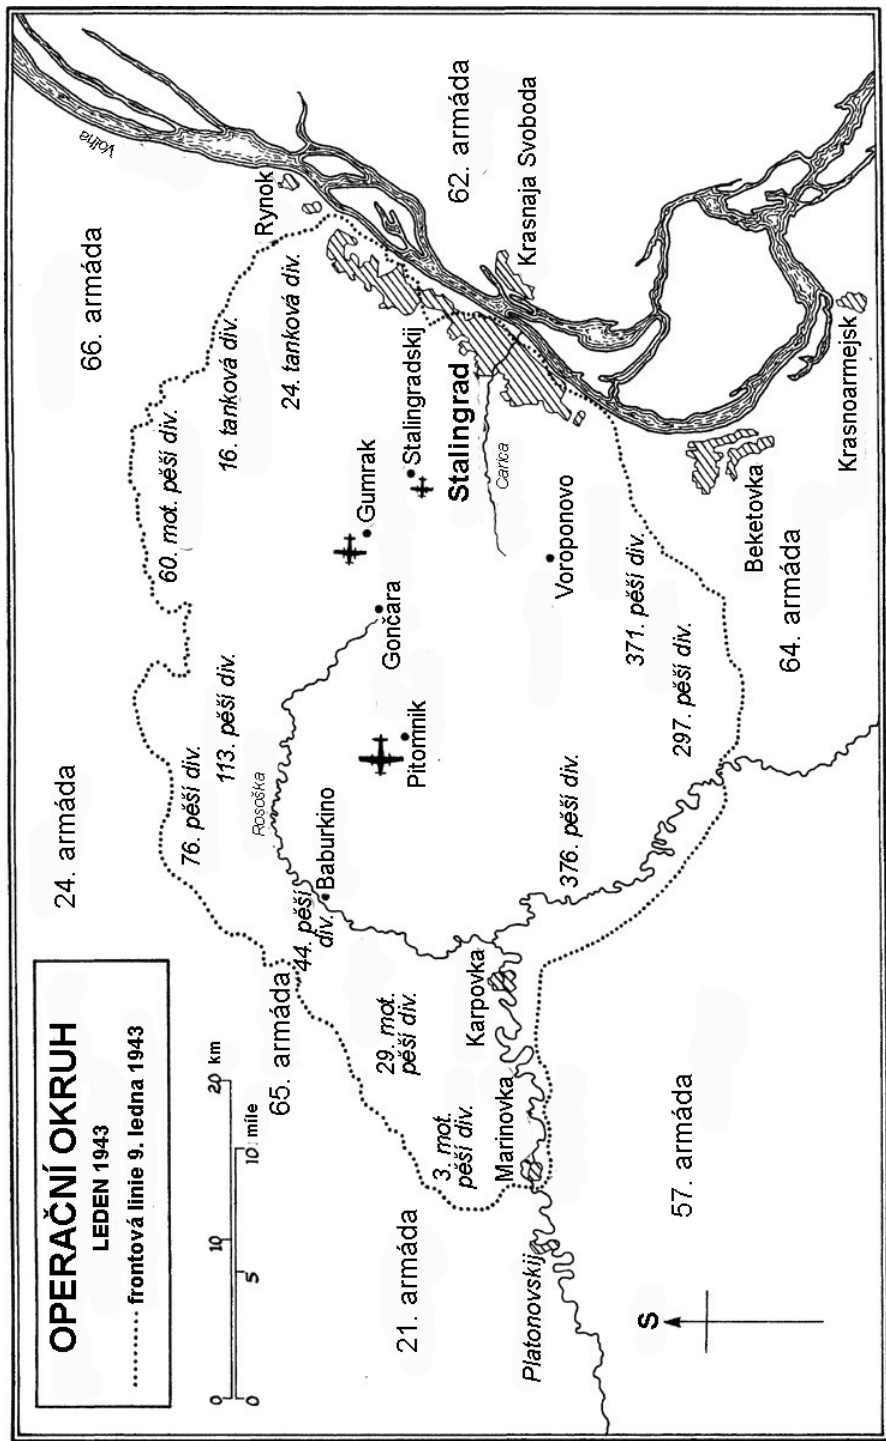 OPERAČNÍ OKRUH
LEDEN 1943
frontová linie 9. ledna 1943
0 10 20 km
0 5 10 míle
24. armáda
66. armáda
Volha
65. armáda
76. pěší div.
113. pěší div.
60. mot. pěší div.
16. tanková div.
24. tanková div.
Rynok
Rosoška
44. pěší
div.
Baburkino
Gumrak
62. armáda
21. armáda
29. mot.
pěší div.
3. mot.
pěší div.
Pitomnik
Gončara
Stalingradskij
Stalingrad
Carica
Krasnaja Svoboda
Karpovka
Marinovka
Platonovskij
Voroponovo
376. pěší div.
371. pěší div.
297. pěší div.
57. armáda
64. armáda
Beketovka
Krasnoarmejsk
S